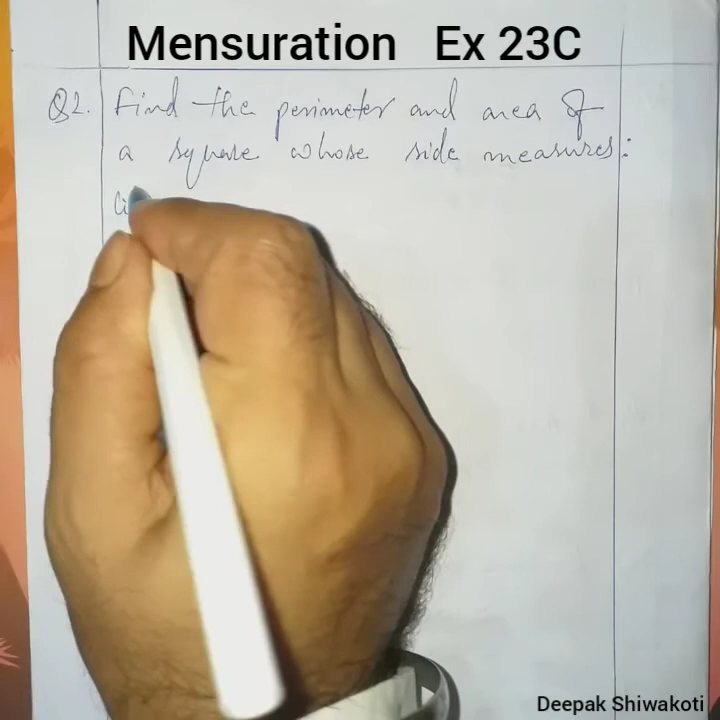 Mensuration Ex 23C
Q2. Find the perimeter and area of
a square whose side measures:
(i
Deepak Shiwakoti